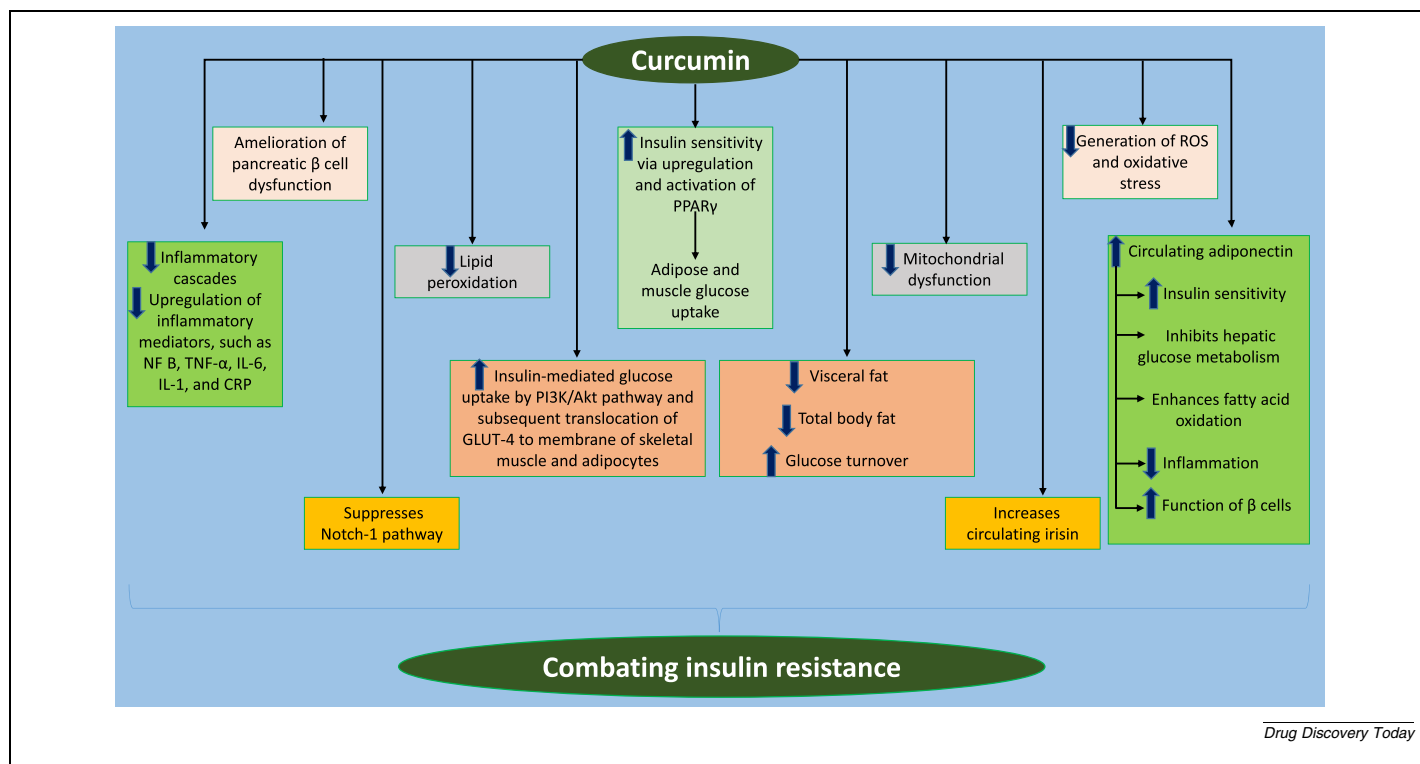 Curcumin
Amelioration of
pancreatic β cell
dysfunction
Insulin sensitivity
via upregulation
and activation of
PPARγ
Adipose and
muscle glucose
uptake
Generation of ROS
and oxidative
stress
Inflammatory
cascades
Upregulation of
inflammatory
mediators, such as
NF B, TNF-α, IL-6,
IL-1, and CRP
Lipid
peroxidation
Mitochondrial
dysfunction
Circulating adiponectin
Insulin sensitivity
Inhibits hepatic
glucose metabolism
Enhances fatty acid
oxidation
Inflammation
Function of β cells
Insulin-mediated glucose
uptake by PI3K/Akt pathway and
subsequent translocation of
GLUT-4 to membrane of skeletal
muscle and adipocytes
Visceral fat
Total body fat
Glucose turnover
Suppresses
Notch-1 pathway
Increases
circulating irisin
Combating insulin resistance
Drug Discovery Today